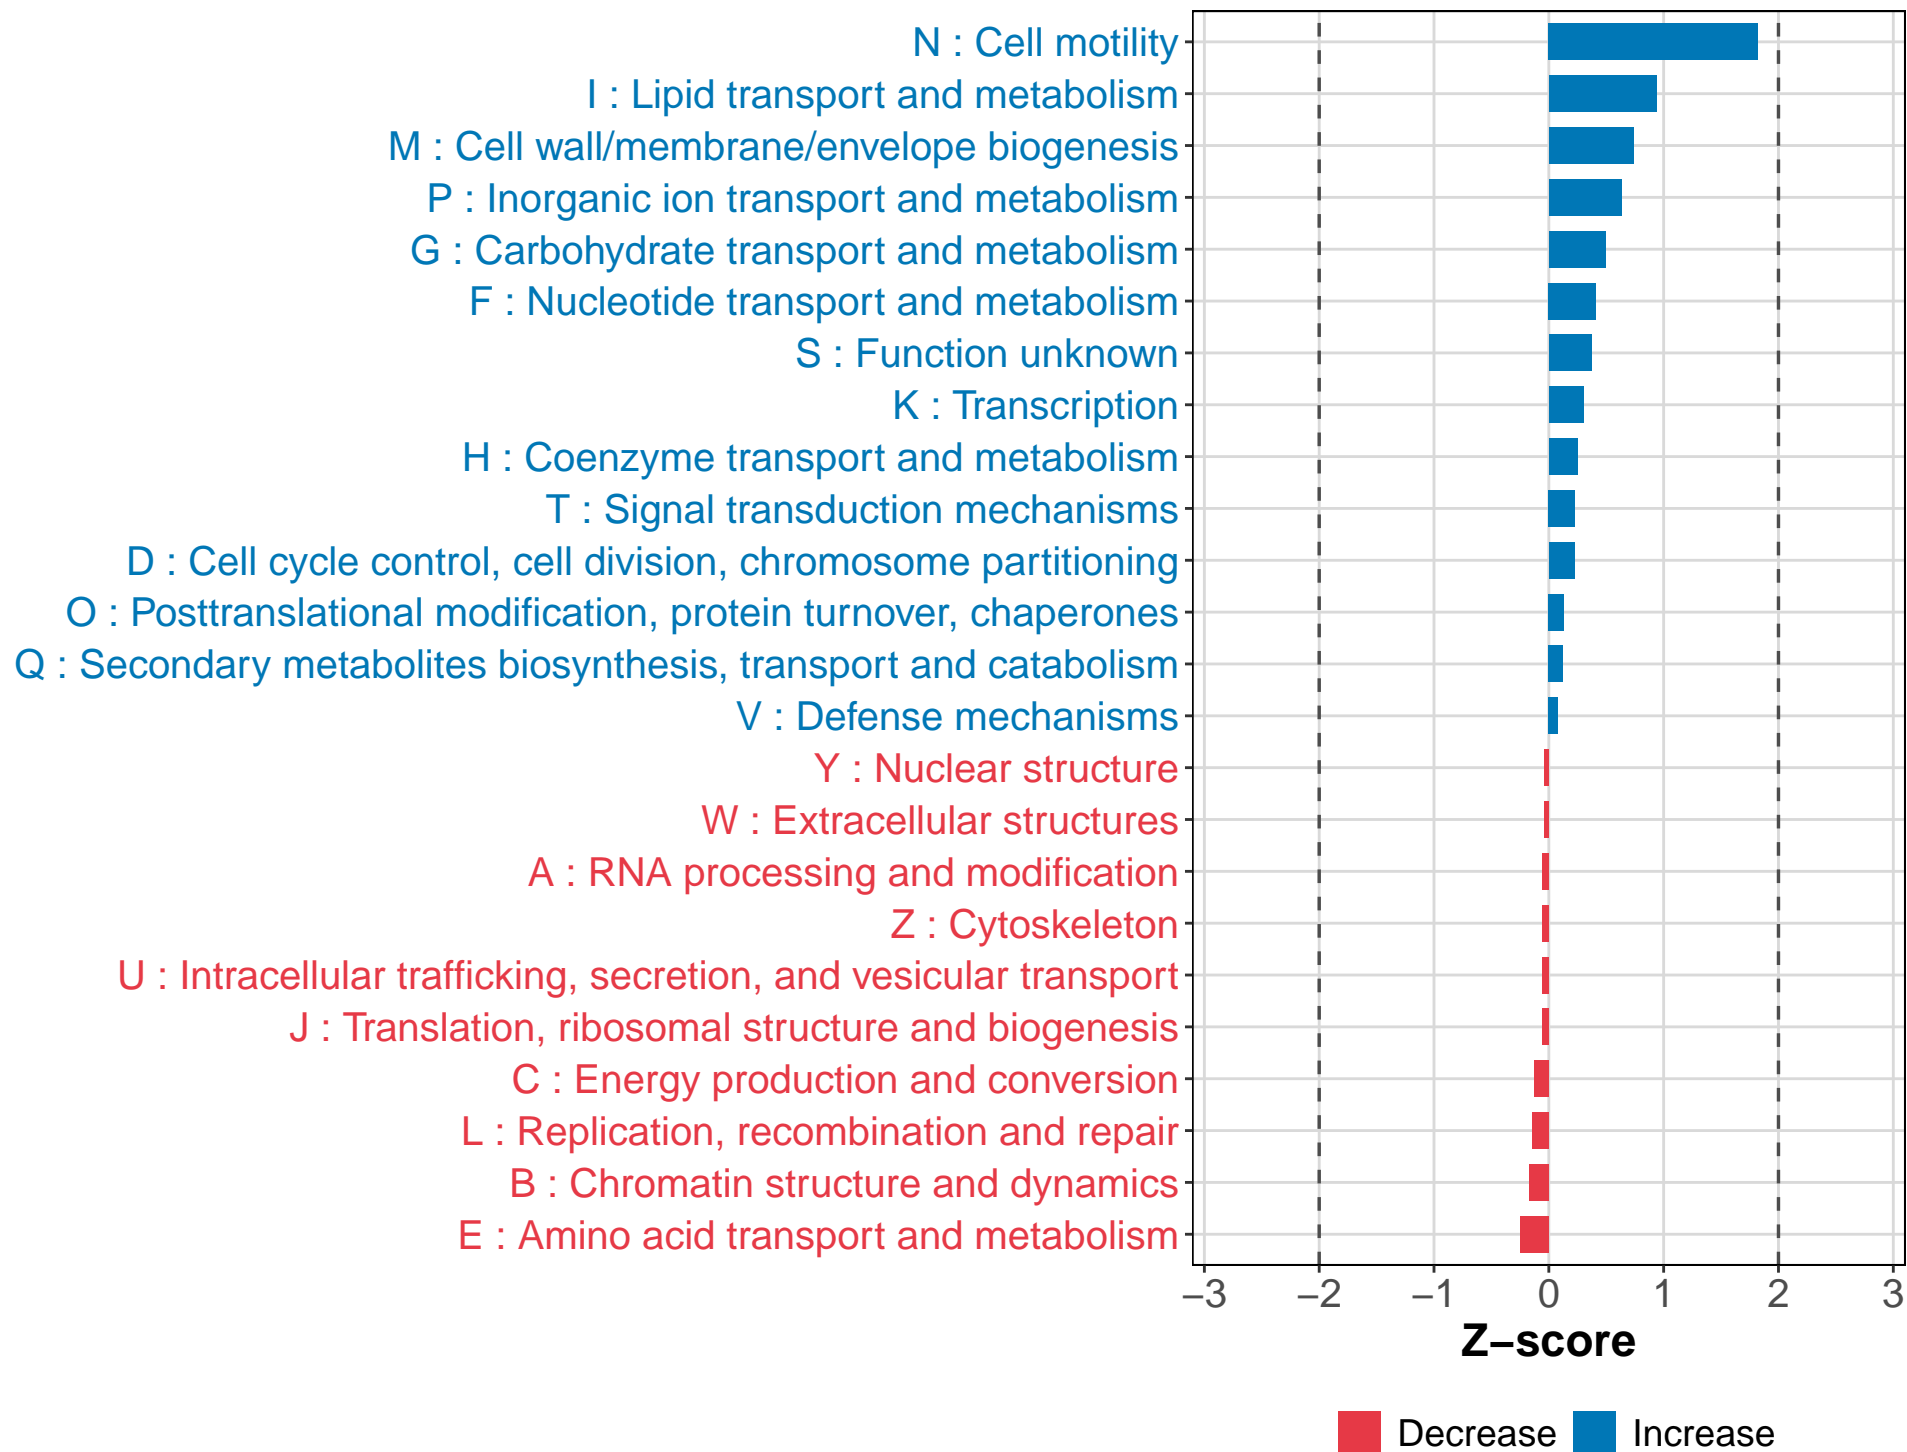 N : Cell motility
I : Lipid transport and metabolism
M : Cell wall/membrane/envelope biogenesis
P : Inorganic ion transport and metabolism
G : Carbohydrate transport and metabolism
F : Nucleotide transport and metabolism
S : Function unknown
K : Transcription
H : Coenzyme transport and metabolism
T : Signal transduction mechanisms
D : Cell cycle control, cell division, chromosome partitioning
O : Posttranslational modification, protein turnover, chaperones
Q : Secondary metabolites biosynthesis, transport and catabolism
V : Defense mechanisms
Y : Nuclear structure
W : Extracellular structures
A : RNA processing and modification
Z : Cytoskeleton
U : Intracellular trafficking, secretion, and vesicular transport
J : Translation, ribosomal structure and biogenesis
C : Energy production and conversion
L : Replication, recombination and repair
B : Chromatin structure and dynamics
E : Amino acid transport and metabolism
−3 −2 −1 0 1 2 3
Z−score
Decrease Increase